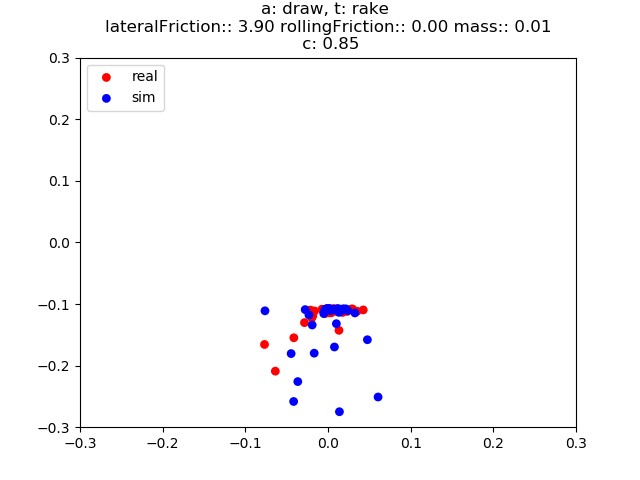 a: draw, t: rake
lateralFriction:: 3.90 rollingFriction:: 0.00 mass:: 0.01
c: 0.85
real
sim
0.3
0.2
0.1
0.0
−0.1
−0.2
−0.3
−0.3 −0.2 −0.1 0.0 0.1 0.2 0.3